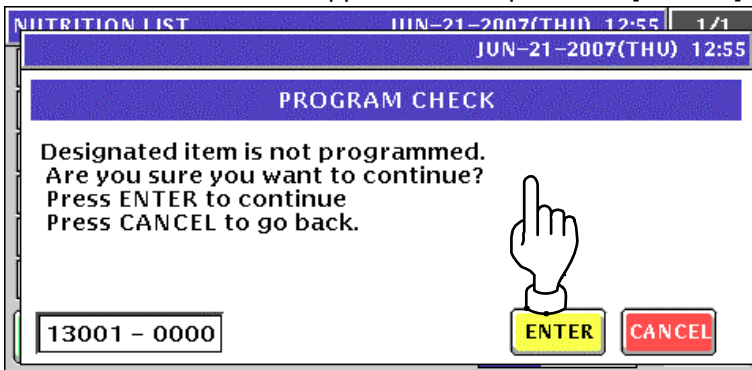 NUTRITION LIST JUN-21-2007(THU) 12:55 1/1
JUN-21-2007(THU) 12:55
PROGRAM CHECK
Designated item is not programmed.
Are you sure you want to continue?
Press ENTER to continue
Press CANCEL to go back.
13001 - 0000
ENTER CANCEL